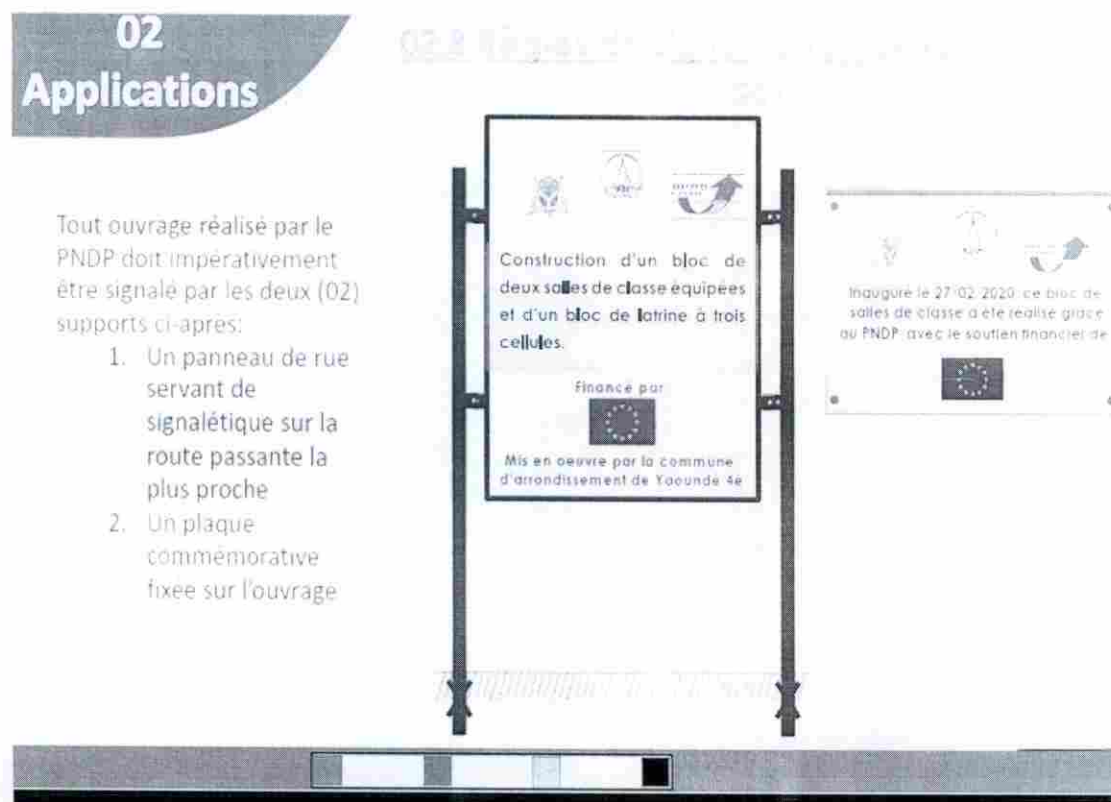 02
Applications
Tout ouvrage réalisé par le
PNDP doit impérativement
être signalé par les deux (02)
supports ci-apres:
1. Un panneau de rue
servant de
signalétique sur la
route passante la
plus proche
2. Un plaque
commémorative
fixée sur l'ouvrage
Construction d'un bloc de
deux salles de classe équipées
et d'un bloc de latrine à trois
cellules.
Financé par
Mis en oeuvre par la commune
d'arrondissement de Yaoundé 4e
Inauguré le 27/02/2020, ce bloc de
salles de classe a été réalisé grace
au PNDP, avec le soutien financier de